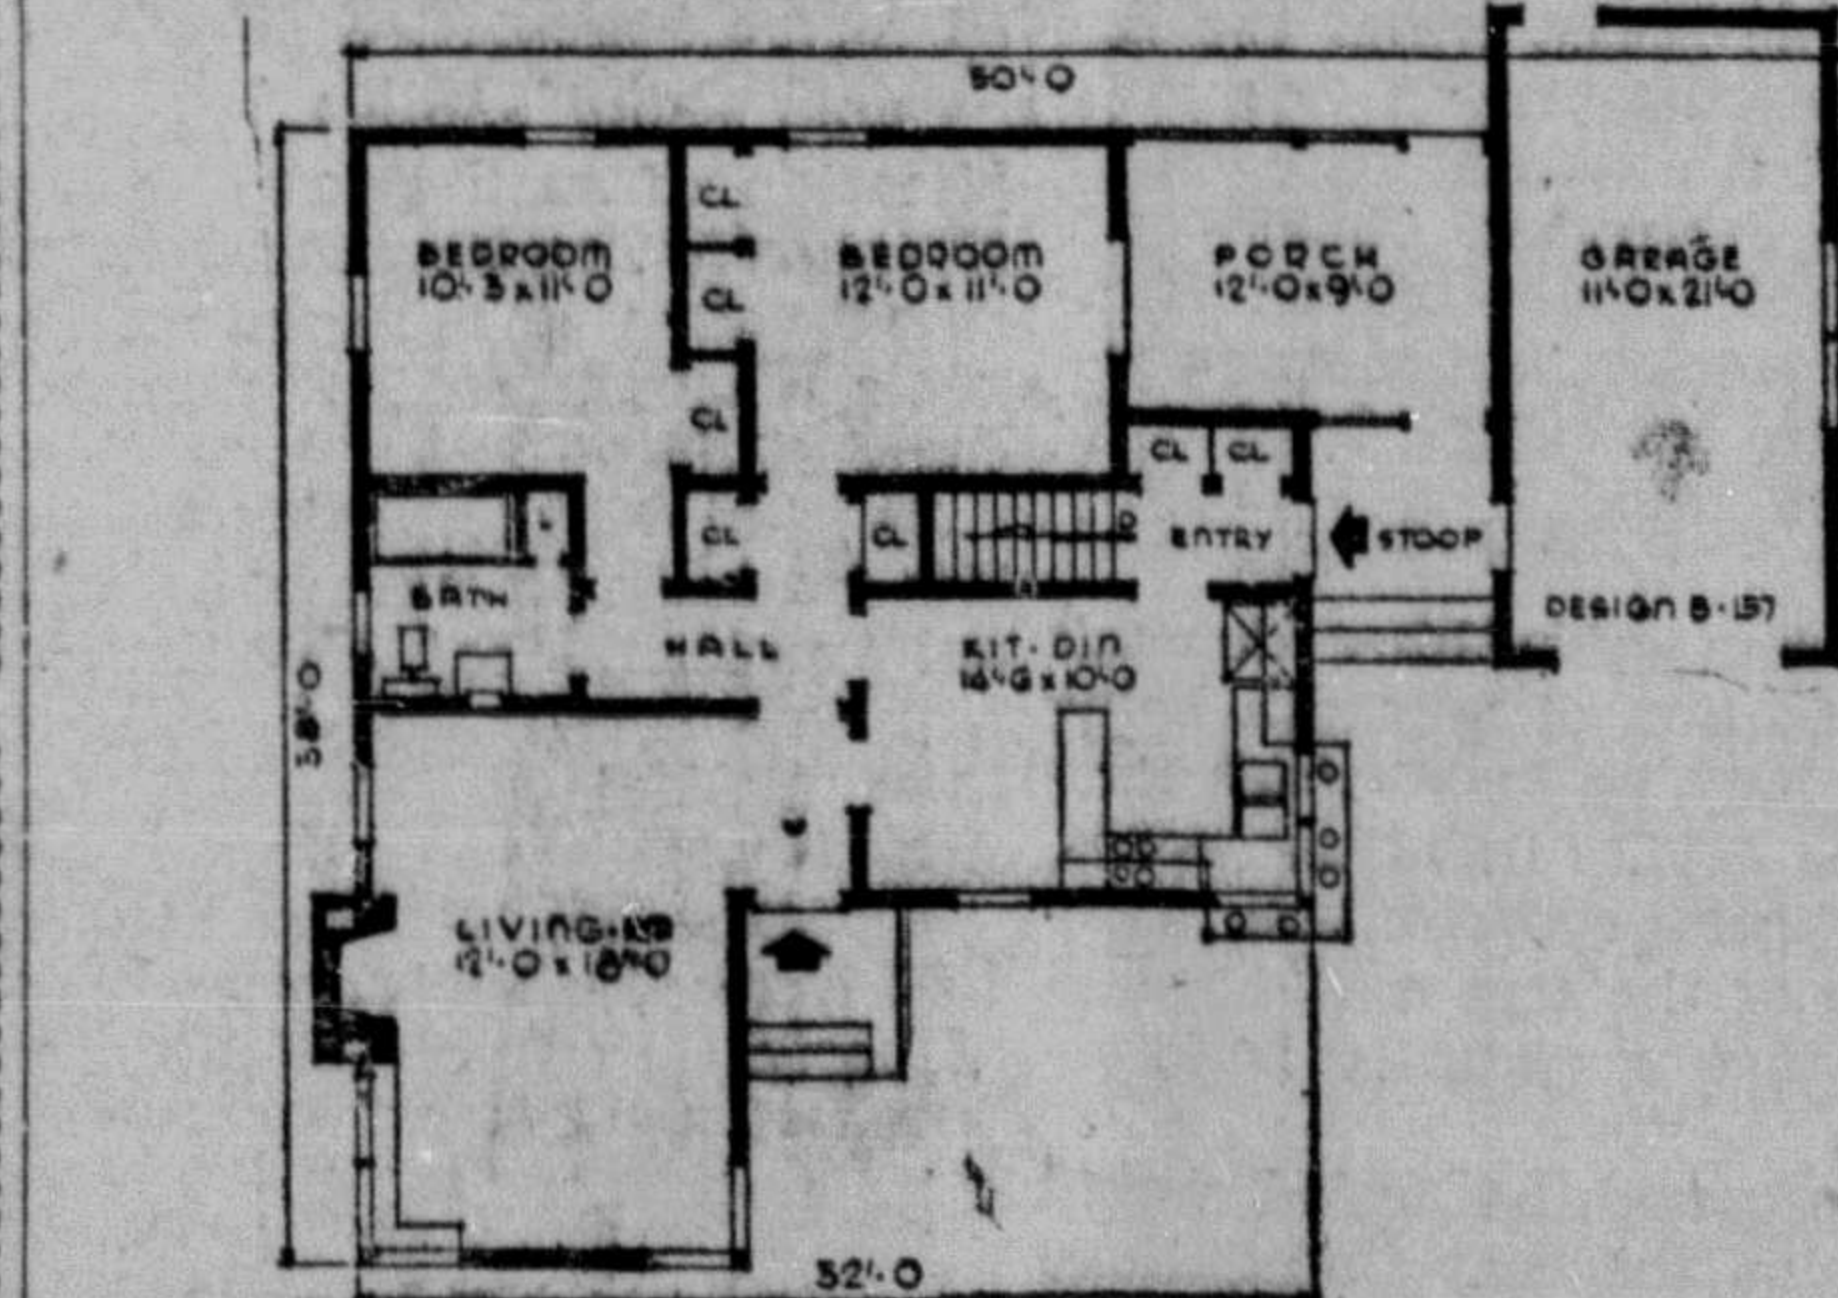 50'-0
BEDROOM
10'-3 x 11'-0
CL
CL
CL
BEDROOM
12'-0 x 11'-0
PORCH
12'-0 x 9'-0
GARAGE
11'-0 x 21'-0
CL
CL
L
CL
CL
D
ENTRY
STOOP
BATH
HALL
KIT-DIN
x 10'-0
DESIGN B-157
38'-0
LIVING-RM
12'-0 x 18'-0
32'-0